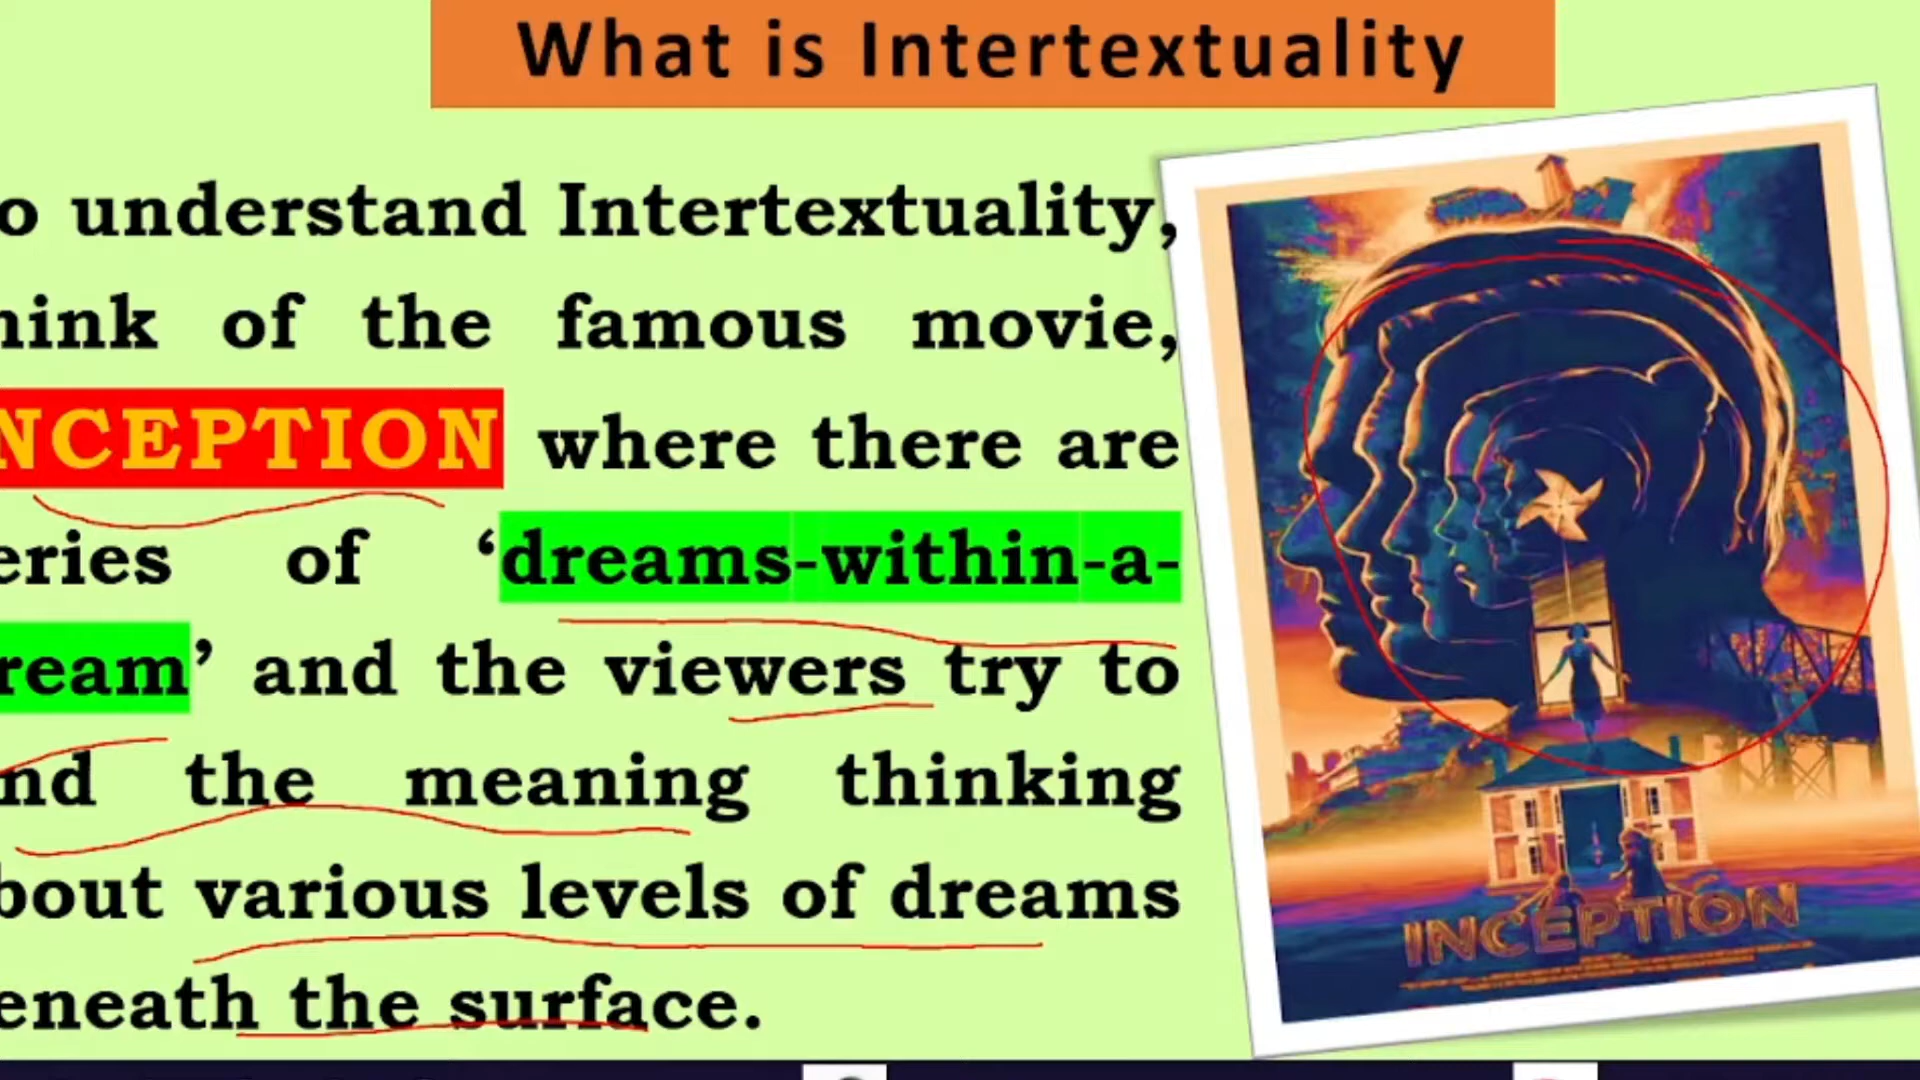 What is Intertextuality
o understand Intertextuality,
hink of the famous movie,
NCEPTION where there are
eries of ‘dreams-within-a-
ream’ and the viewers try to
nd the meaning thinking
bout various levels of dreams
eneath the surface.
INCEPTION